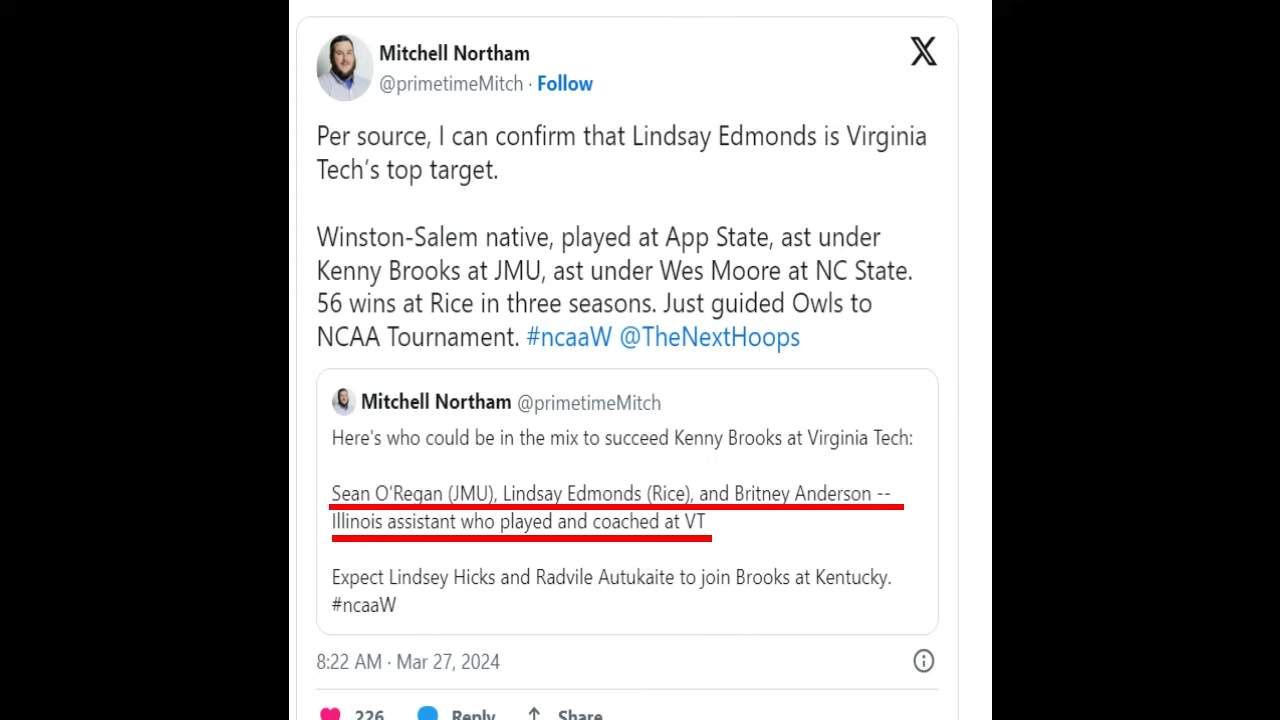 Mitchell Northam
@primetimeMitch · Follow
Per source, I can confirm that Lindsay Edmonds is Virginia
Tech’s top target.
Winston-Salem native, played at App State, ast under
Kenny Brooks at JMU, ast under Wes Moore at NC State.
56 wins at Rice in three seasons. Just guided Owls to
NCAA Tournament. #ncaaW @TheNextHoops
Mitchell Northam @primetimeMitch
Here's who could be in the mix to succeed Kenny Brooks at Virginia Tech:
Sean O'Regan (JMU), Lindsay Edmonds (Rice), and Britney Anderson --
Illinois assistant who played and coached at VT
Expect Lindsey Hicks and Radvile Autukaite to join Brooks at Kentucky.
#ncaaW
8:22 AM · Mar 27, 2024
226 Reply Share